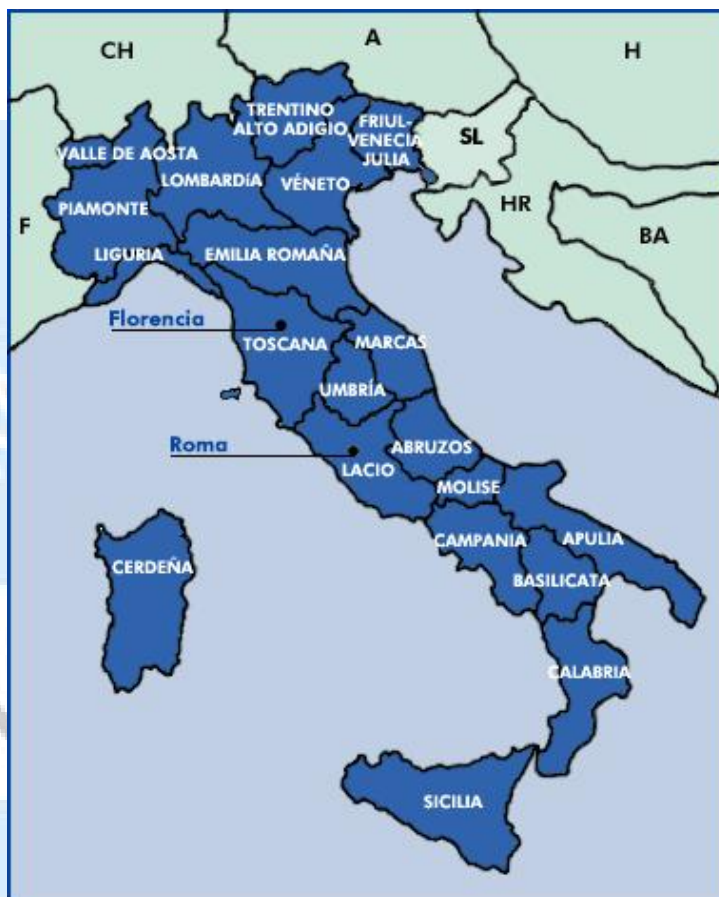 CH
A
H
TRENTINO
ALTO ADIGIO
FRIUL-
VENECIA
JULIA
SL
VALLE DE AOSTA
LOMBARDÍA
VÉNETO
PIAMONTE
F
HR
BA
LIGURIA
EMILIA ROMAÑA
Florencia
TOSCANA
MARCAS
UMBRÍA
Roma
ABRUZOS
LACIO
MOLISE
CAMPANIA
APULIA
CERDEÑA
BASILICATA
CALABRIA
SICILIA